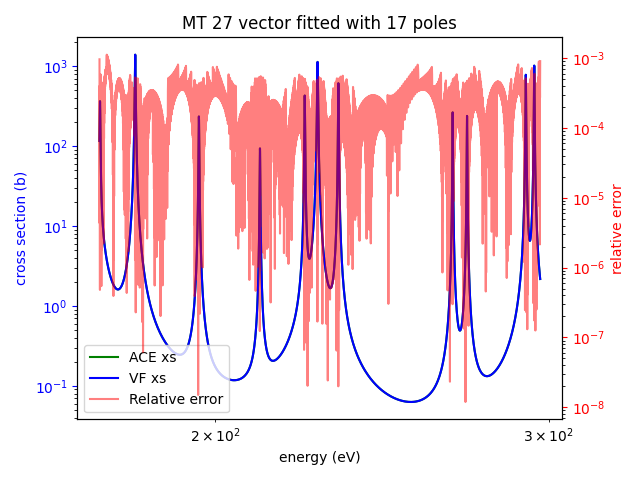 MT 27 vector fitted with 17 poles
cross section (b)
10³
10²
10¹
10⁰
10⁻¹
10⁻³
10⁻⁴
10⁻⁵
10⁻⁶
10⁻⁷
10⁻⁸
relative error
ACE xs
VF xs
Relative error
2 × 10²
3 × 10²
energy (eV)